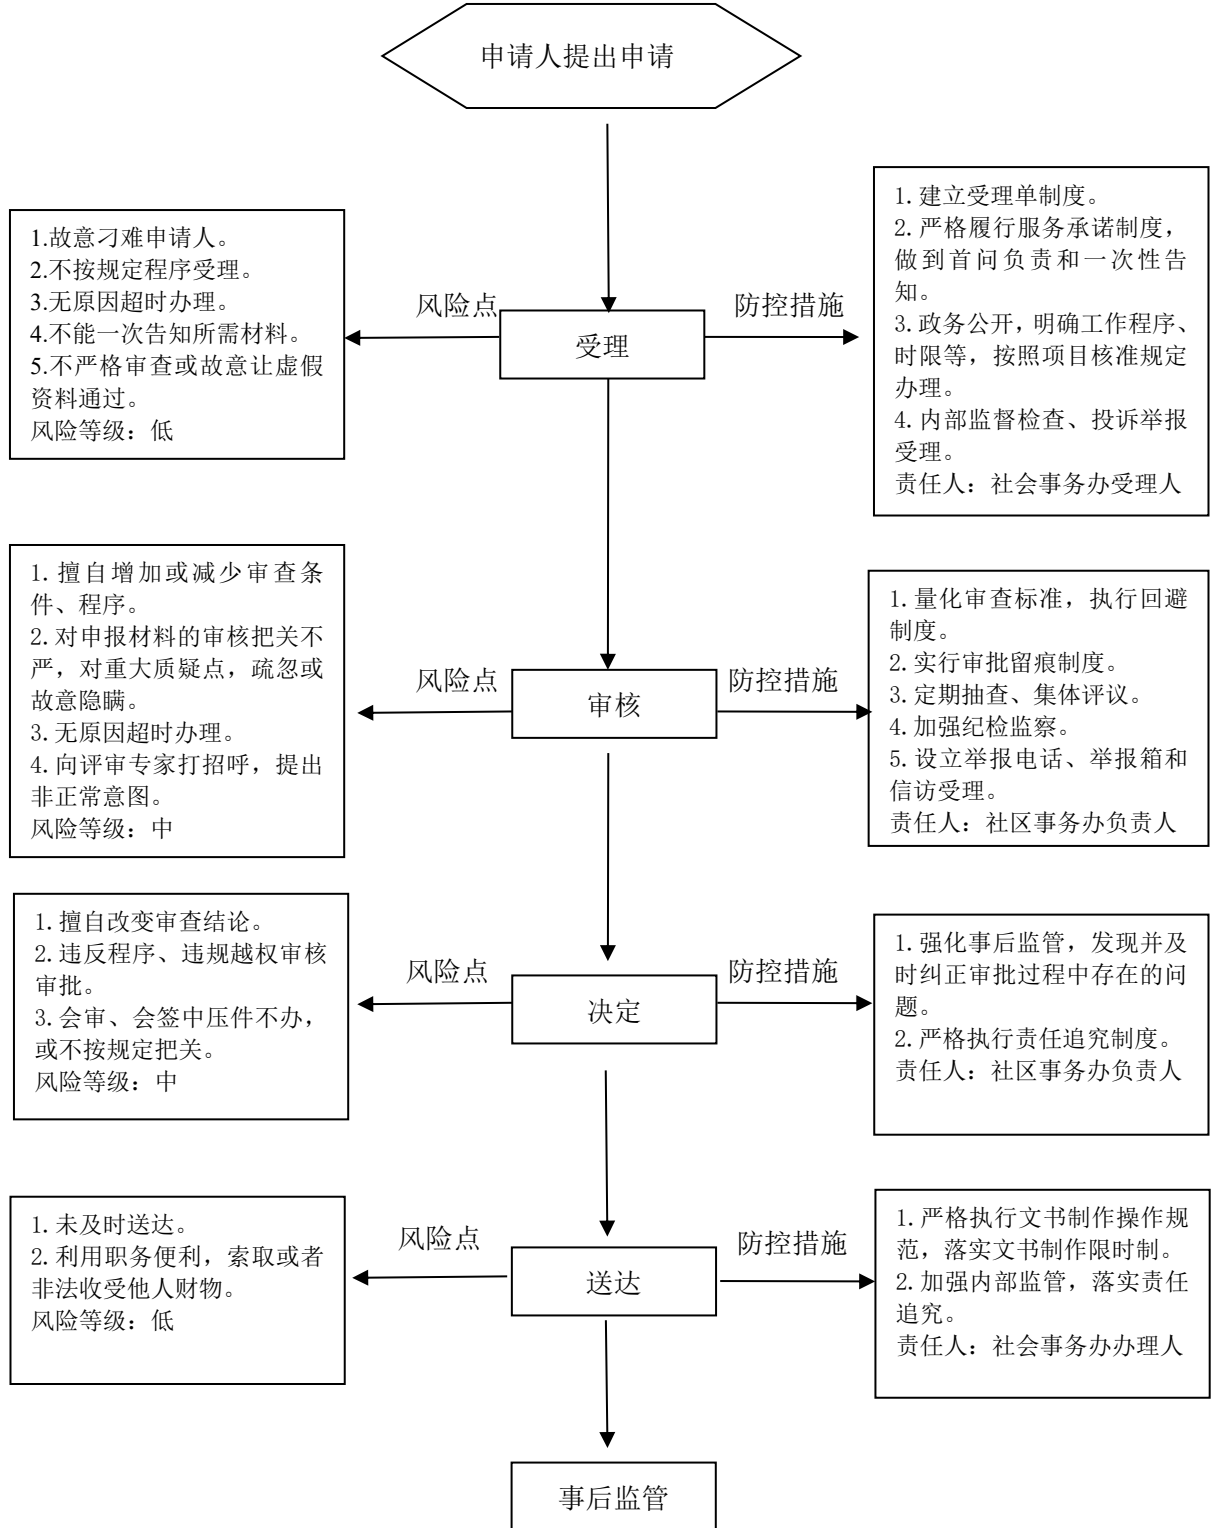 申请人提出申请
1.故意刁难申请人。
2.不按规定程序受理。
3.无原因超时办理。
4.不能一次告知所需材料。
5.不严格审查或故意让虚假
资料通过。
风险等级：低
风险点
受理
防控措施
1.建立受理单制度。
2.严格履行服务承诺制度，
做到首问负责和一次性告
知。
3.政务公开，明确工作程序、
时限等，按照项目核准规定
办理。
4.内部监督检查、投诉举报
受理。
责任人：社会事务办受理人
1.擅自增加或减少审查条
件、程序。
2.对申报材料的审核把关不
严，对重大质疑点，疏忽或
故意隐瞒。
3.无原因超时办理。
4.向评审专家打招呼，提出
非正常意图。
风险等级：中
风险点
审核
防控措施
1.量化审查标准，执行回避
制度。
2.实行审批留痕制度。
3.定期抽查、集体评议。
4.加强纪检监察。
5.设立举报电话、举报箱和
信访受理。
责任人：社区事务办负责人
1.擅自改变审查结论。
2.违反程序、违规越权审核
审批。
3.会审、会签中压件不办，
或不按规定把关。
风险等级：中
风险点
决定
防控措施
1.强化事后监管，发现并及
时纠正审批过程中存在的问
题。
2.严格执行责任追究制度。
责任人：社区事务办负责人
1.未及时送达。
2.利用职务便利，索取或者
非法收受他人财物。
风险等级：低
风险点
送达
防控措施
1.严格执行文书制作操作规
范，落实文书制作限时制。
2.加强内部监管，落实责任
追究。
责任人：社会事务办办理人
事后监管